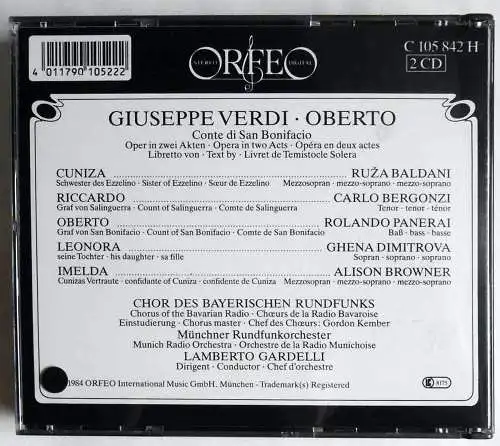 4 011790 105222
STEREO ORFEO DIGITAL
C 105 842 H
2 CD
GIUSEPPE VERDI · OBERTO
Conte di San Bonifacio
Oper in zwei Akten · Opera in two Acts · Opéra en deux actes
Libretto von · Text by · Livret de Temistocle Solera
CUNIZA RUŽA BALDANI
Schwester des Ezzelino · Sister of Ezzelino · Sœur de Ezzelino Mezzosopran · mezzo-soprano · mezzo-soprano
RICCARDO CARLO BERGONZI
Graf von Salinguerra · Count of Salinguerra · Comte de Salinguerra Tenor · tenor · ténor
OBERTO ROLANDO PANERAI
Graf von San Bonifacio · Count of San Bonifacio · Comte de San Bonifacio Baß · bass · basse
LEONORA GHENA DIMITROVA
seine Tochter · his daughter · sa fille Sopran · soprano · soprano
IMELDA ALISON BROWNER
Cunizas Vertraute · confidante of Cuniza · confidente de Cuniza Mezzosopran · mezzo-soprano · mezzo-soprano
CHOR DES BAYERISCHEN RUNDFUNKS
Chorus of the Bavarian Radio · Chœurs de la Radio Bavaroise
Einstudierung · Chorus master · Chef des Chœurs: Gordon Kember
Münchner Rundfunkorchester
Munich Radio Orchestra · Orchestre de la Radio Munichoise
LAMBERTO GARDELLI
Dirigent · Conductor · Chef d'orchestre
1984 ORFEO International Music GmbH, München · Trademark(s) Registered
8175